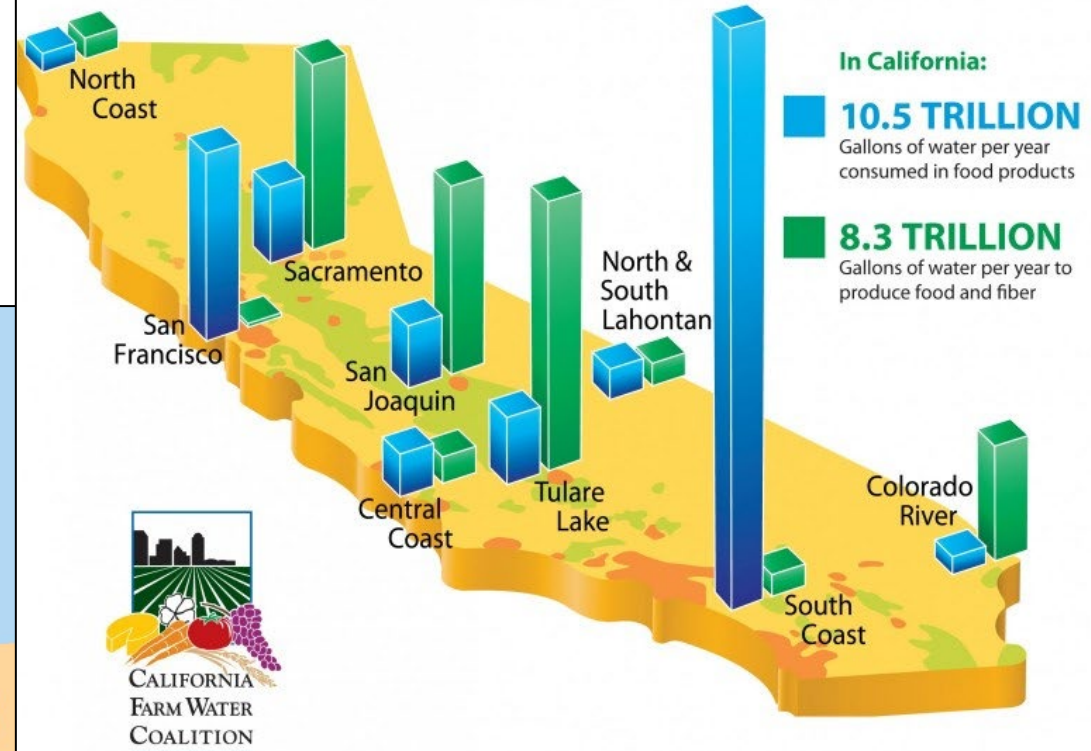 In California:
10.5 TRILLION
Gallons of water per year
consumed in food products
8.3 TRILLION
Gallons of water per year to
produce food and fiber
North
Coast
Sacramento
San
Francisco
North &
South
Lahontan
San
Joaquin
Central
Coast
Tulare
Lake
Colorado
River
South
Coast
CALIFORNIA
FARM WATER
COALITION